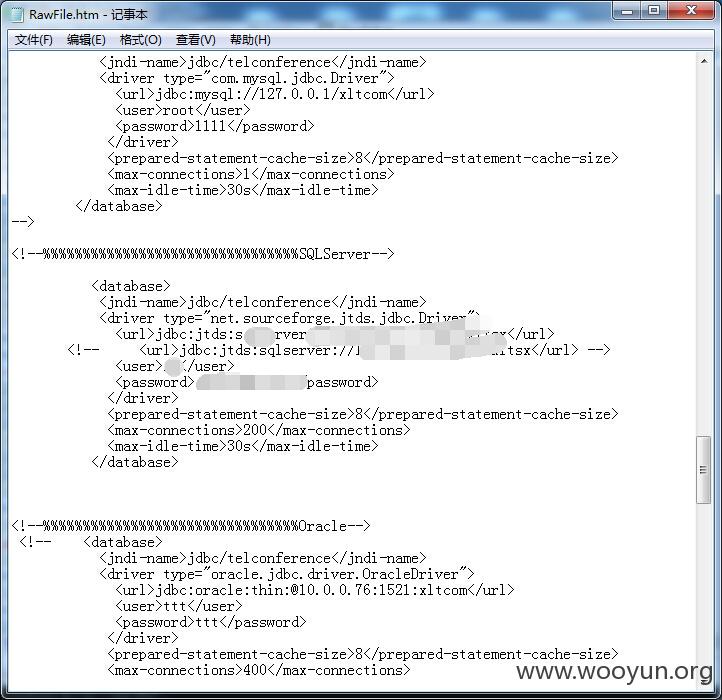 RawFile.htm - 记事本
文件(F) 编辑(E) 格式(O) 查看(V) 帮助(H)
<jndi-name>jdbc/telconference</jndi-name>
<driver type="com.mysql.jdbc.Driver">
<url>jdbc:mysql://127.0.0.1/xltcom</url>
<user>root</user>
<password>1111</password>
</driver>
<prepared-statement-cache-size>8</prepared-statement-cache-size>
<max-connections>1</max-connections>
<max-idle-time>30s</max-idle-time>
</database>
-->
<!--%%%%%%%%%%%%%%%%%%%%%%%%%%%%%%%%SQLServer-->
<database>
<jndi-name>jdbc/telconference</jndi-name>
<driver type="net.sourceforge.jtds.jdbc.Driver">
<url>jdbc:jtds:s erver tsx</url>
<!-- <url>jdbc:jtds:sqlserver:// tsx</url> -->
<user> </user>
<password> password>
</driver>
<prepared-statement-cache-size>8</prepared-statement-cache-size>
<max-connections>200</max-connections>
<max-idle-time>30s</max-idle-time>
</database>
<!--%%%%%%%%%%%%%%%%%%%%%%%%%%%%%%%%Oracle-->
<!-- <database>
<jndi-name>jdbc/telconference</jndi-name>
<driver type="oracle.jdbc.driver.OracleDriver">
<url>jdbc:oracle:thin:@10.0.0.76:1521:xltcom</url>
<user>ttt</user>
<password>ttt</password>
</driver>
<prepared-statement-cache-size>8</prepared-statement-cache-size>
<max-connections>400</max-connections>
www.wooyun.org